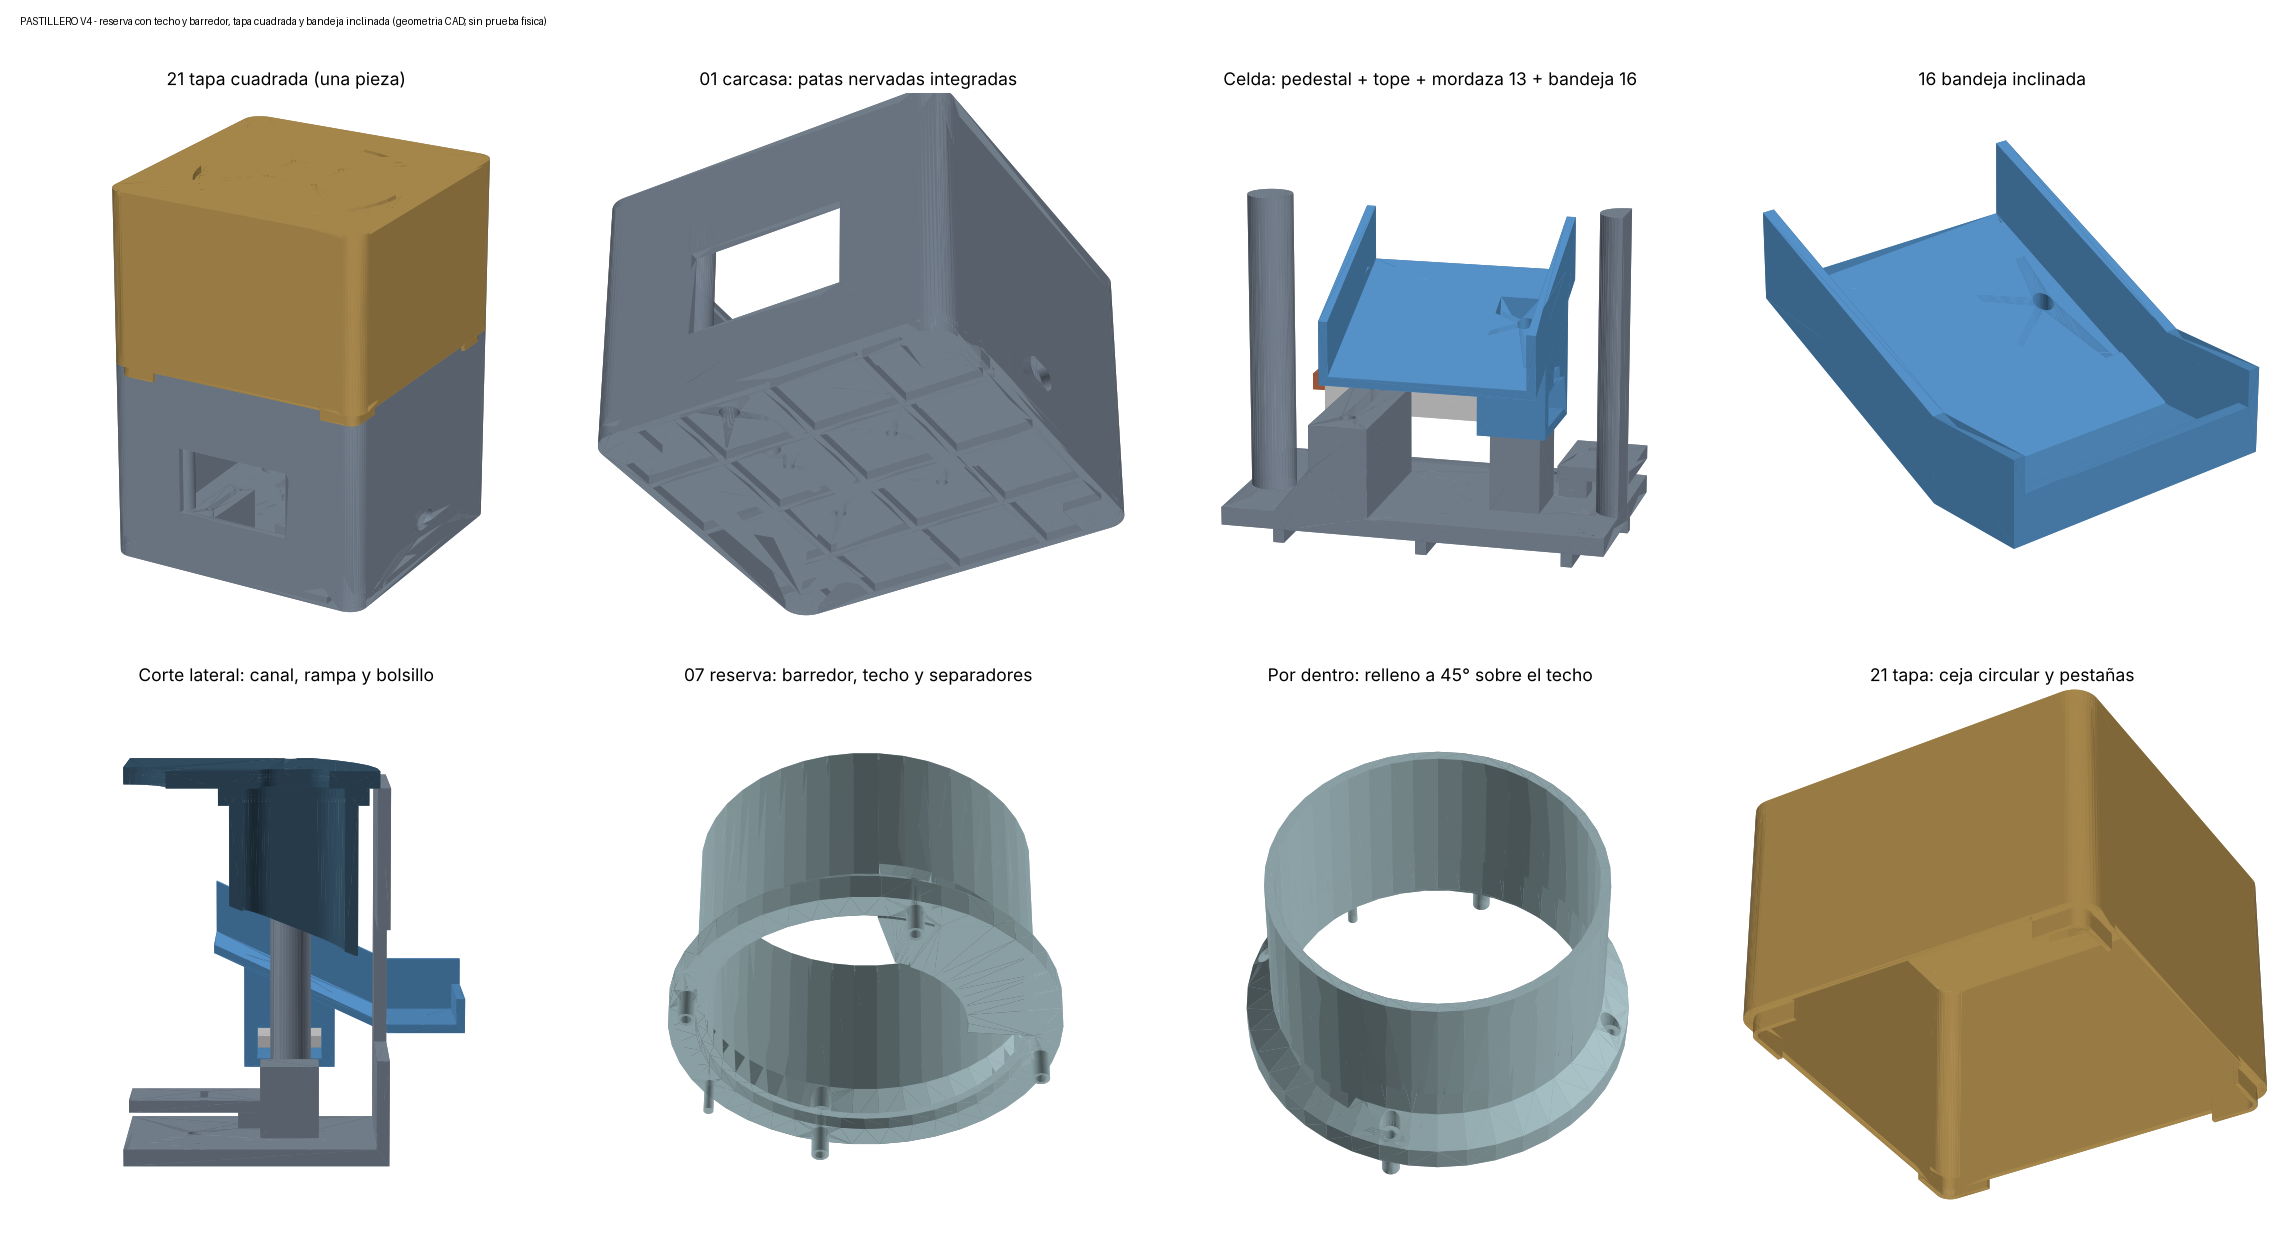 PASTILLERO V4 - reserva con techo y barredor, tapa cuadrada y bandeja inclinada (geometria CAD; sin prueba fisica)
21 tapa cuadrada (una pieza)
01 carcasa: patas nervadas integradas
Celda: pedestal + tope + mordaza 13 + bandeja 16
16 bandeja inclinada
Corte lateral: canal, rampa y bolsillo
07 reserva: barredor, techo y separadores
Por dentro: relleno a 45° sobre el techo
21 tapa: ceja circular y pestañas